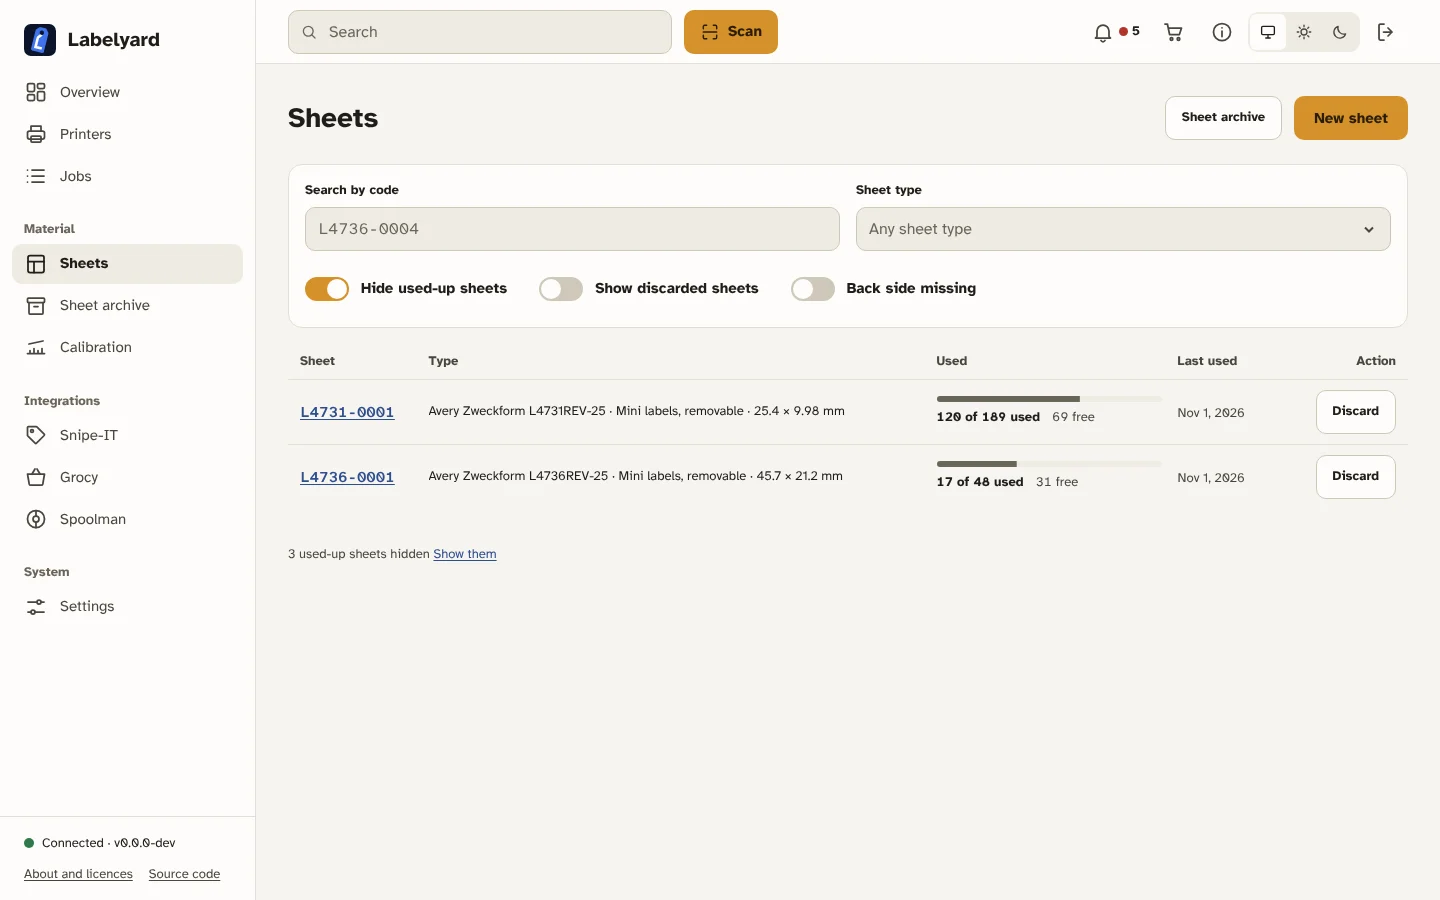 Labelyard
Search
Scan
5
Overview
Printers
Jobs
Material
Sheets
Sheet archive
Calibration
Integrations
Snipe-IT
Grocy
Spoolman
System
Settings
Connected · v0.0.0-dev
About and licences Source code
Sheets
Sheet archive
New sheet
Search by code
Sheet type
L4736-0004
Any sheet type
Hide used-up sheets
Show discarded sheets
Back side missing
Sheet Type Used Last used Action
L4731-0001 Avery Zweckform L4731REV-25 · Mini labels, removable · 25.4 × 9.98 mm 120 of 189 used 69 free Nov 1, 2026 Discard
L4736-0001 Avery Zweckform L4736REV-25 · Mini labels, removable · 45.7 × 21.2 mm 17 of 48 used 31 free Nov 1, 2026 Discard
3 used-up sheets hidden Show them